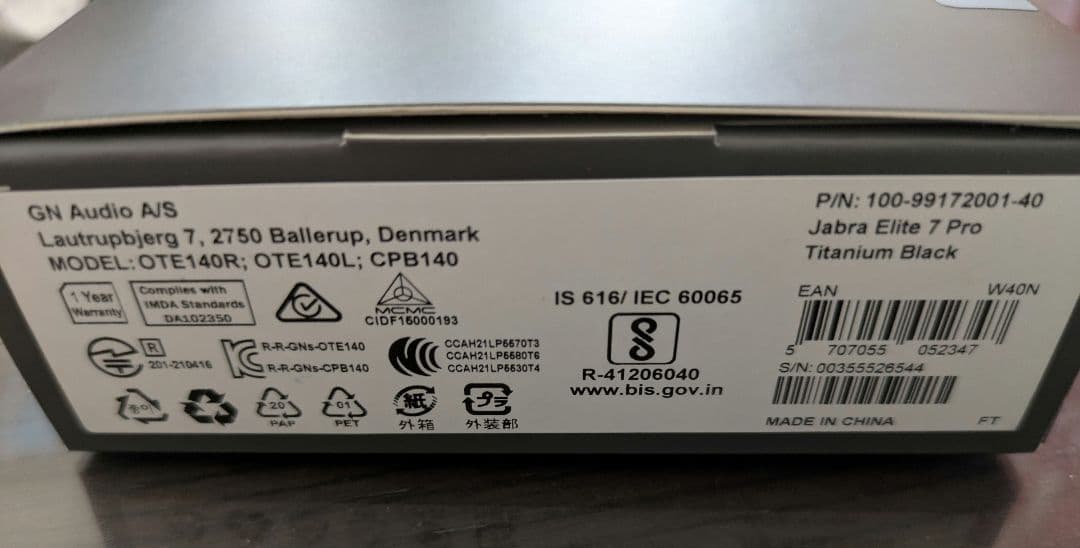 GN Audio A/S
Lautrupbjerg 7, 2750 Ballerup, Denmark
MODEL: OTE140R; OTE140L; CPB140
1 Year
Warranty
Complies with
IMDA Standards
DA102350
MCMC
CIDF15000193
R
201-210416
R-R-GNs-OTE140
R-R-GNs-CPB140
CCAH21LP5570T3
CCAH21LP5580T6
CCAH21LP5530T4
종이
20
PAP
01
PET
紙
外箱
プラ
外装部
IS 616/ IEC 60065
R-41206040
www.bis.gov.in
P/N: 100-99172001-40
Jabra Elite 7 Pro
Titanium Black
EAN W40N
5 707055 052347
S/N: 00355526544
MADE IN CHINA FT